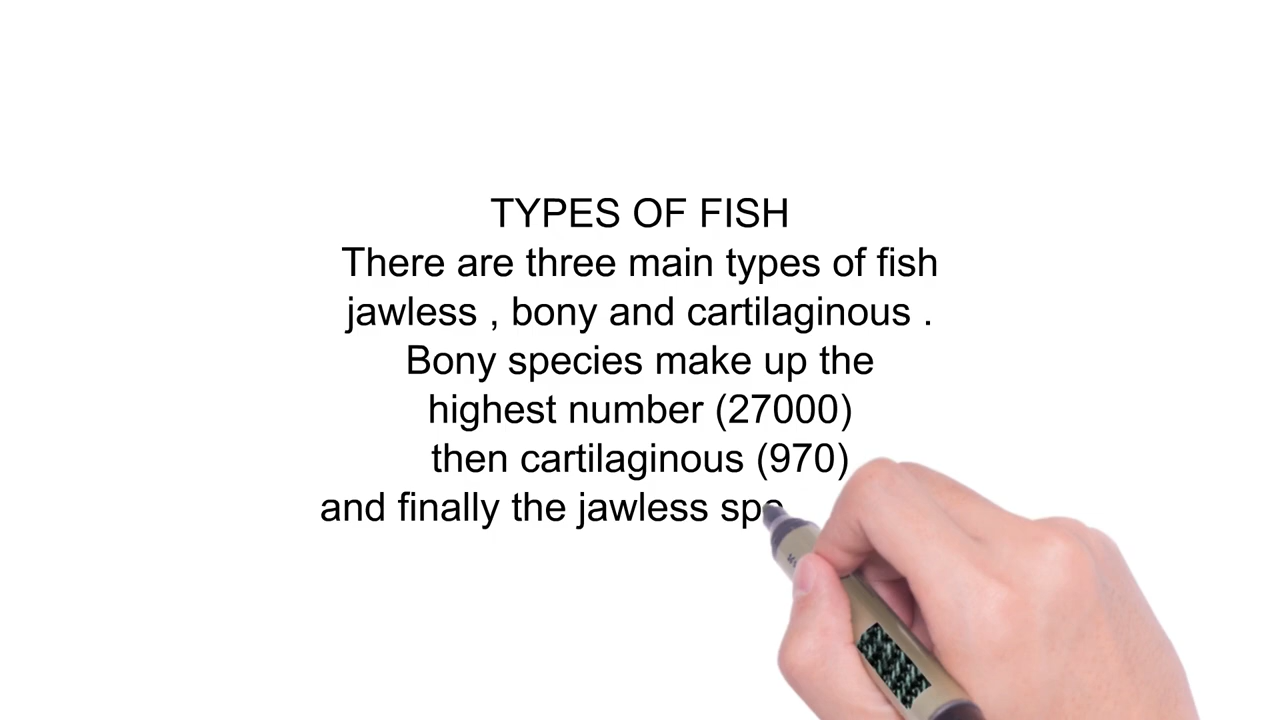 TYPES OF FISH
There are three main types of fish
jawless , bony and cartilaginous .
Bony species make up the
highest number (27000)
then cartilaginous (970)
and finally the jawless